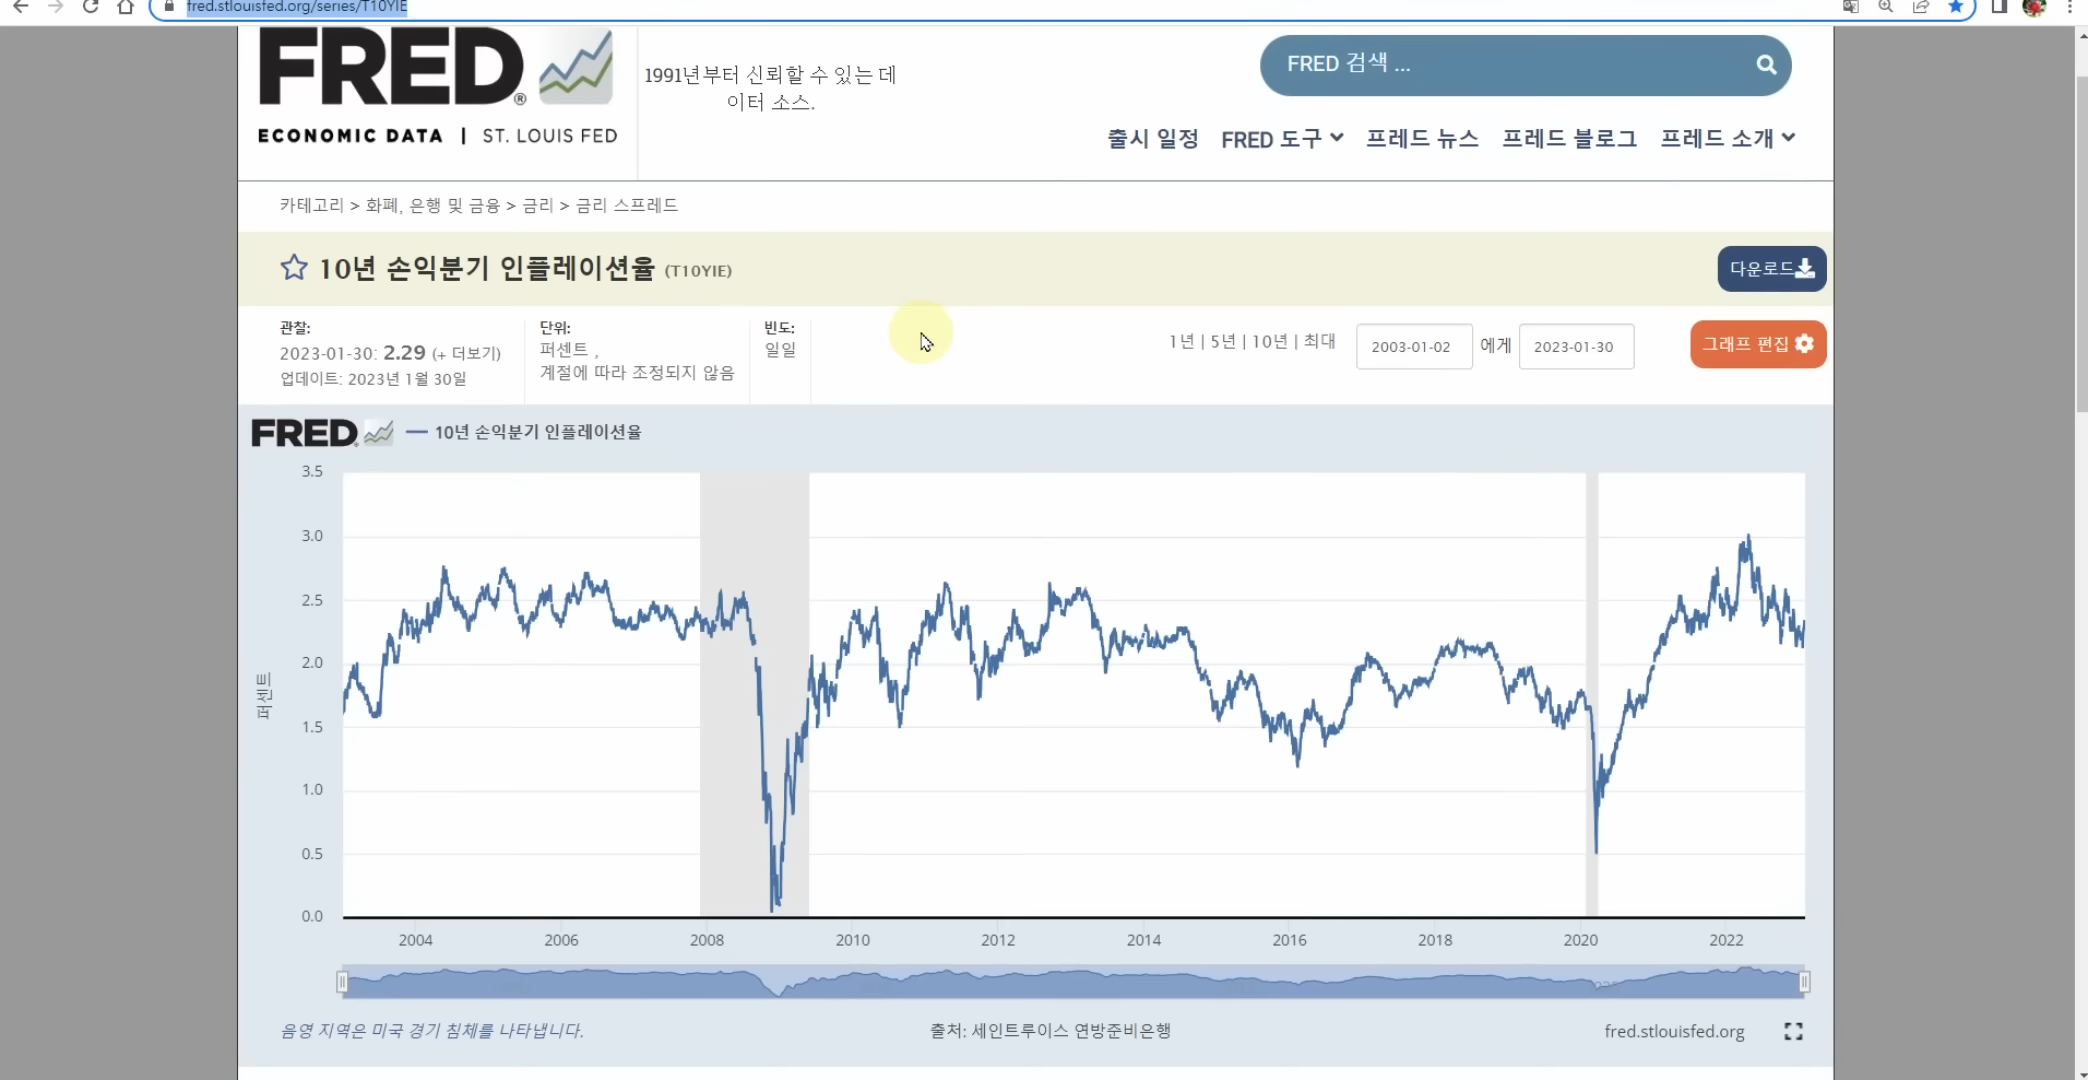 fred.stlouisfed.org/series/T10YIE
FRED®
ECONOMIC DATA | ST. LOUIS FED
1991년부터 신뢰할 수 있는 데
이터 소스.
FRED 검색 ...
출시 일정 FRED 도구 프레드 뉴스 프레드 블로그 프레드 소개
카테고리 > 화폐, 은행 및 금융 > 금리 > 금리 스프레드
10년 손익분기 인플레이션율 (T10YIE)
다운로드
관찰:
2023-01-30: 2.29 (+ 더보기)
업데이트: 2023년 1월 30일
단위:
퍼센트 ,
계절에 따라 조정되지 않음
빈도:
일일
1년 | 5년 | 10년 | 최대
2003-01-02 에게 2023-01-30
그래프 편집
FRED 10년 손익분기 인플레이션율
3.5
3.0
2.5
2.0
1.5
1.0
0.5
0.0
퍼센트
2004 2006 2008 2010 2012 2014 2016 2018 2020 2022
음영 지역은 미국 경기 침체를 나타냅니다.
출처: 세인트루이스 연방준비은행
fred.stlouisfed.org